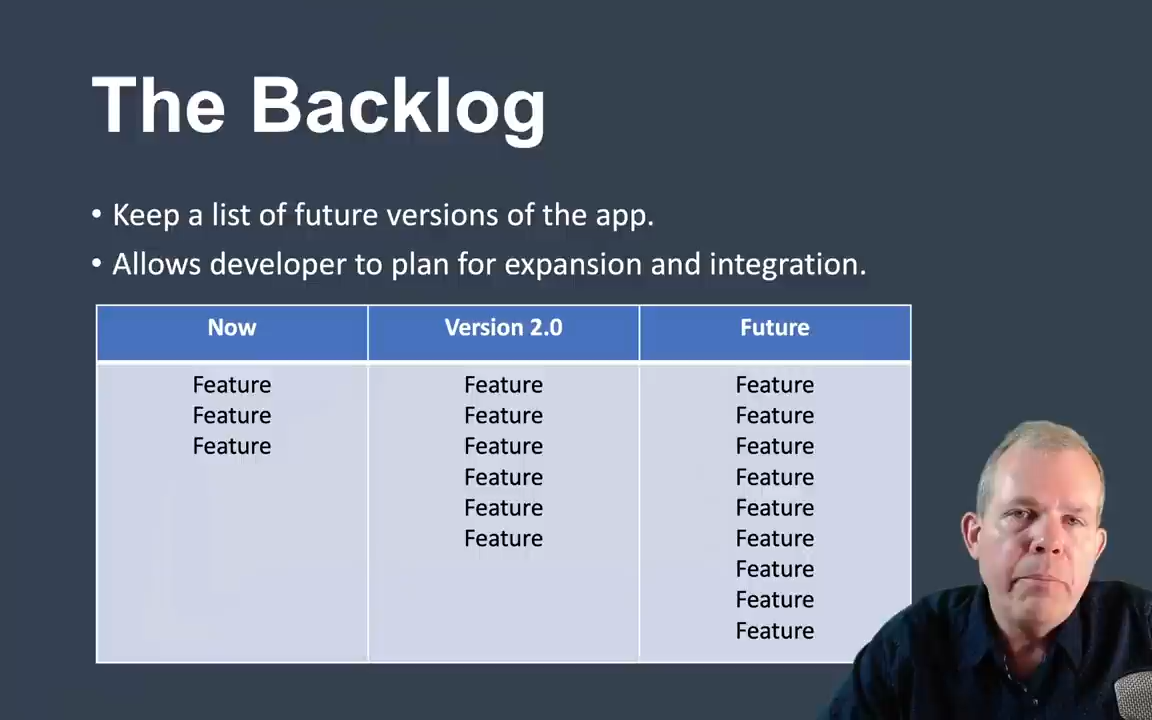 The Backlog
• Keep a list of future versions of the app.
• Allows developer to plan for expansion and integration.
Now Version 2.0 Future
Feature Feature Feature
Feature Feature Feature
Feature Feature Feature
Feature Feature
Feature Feature
Feature Feature
Feature
Feature
Feature